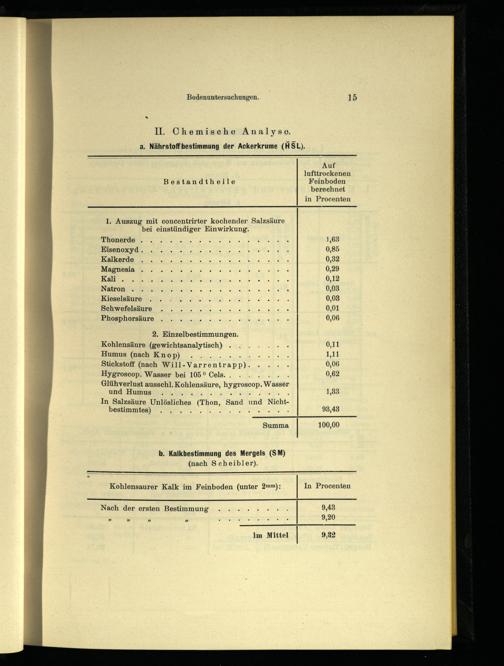 Bodenuntersuchungen. 15
II. Chemische Analyse.
a. Nährstoffbestimmung der Ackerkrume (ȞS̆L).
Bestandtheile
Auf
lufttrockenen
Feinboden
berechnet
in Procenten
1. Auszug mit concentrirter kochender Salzsäure
bei einstündiger Einwirkung.
Thonerde . . . . . . . . . . . . . . . . 1,63
Eisenoxyd . . . . . . . . . . . . . . . . 0,85
Kalkerde . . . . . . . . . . . . . . . . 0,32
Magnesia . . . . . . . . . . . . . . . . 0,29
Kali . . . . . . . . . . . . . . . . . . 0,12
Natron . . . . . . . . . . . . . . . . . 0,03
Kieselsäure . . . . . . . . . . . . . . . 0,03
Schwefelsäure . . . . . . . . . . . . . . 0,01
Phosphorsäure . . . . . . . . . . . . . . 0,06
2. Einzelbestimmungen.
Kohlensäure (gewichtsanalytisch) . . . . . . 0,11
Humus (nach Knop) . . . . . . . . . . . 1,11
Stickstoff (nach Will-Varrentrapp) . . . . . 0,06
Hygroscop. Wasser bei 105° Cels. . . . . . . 0,62
Glühverlust ausschl. Kohlensäure, hygroscop. Wasser
und Humus . . . . . . . . . . . . . . 1,33
In Salzsäure Unlösliches (Thon, Sand und Nicht-
bestimmtes) . . . . . . . . . . . . . . 93,43
Summa 100,00
b. Kalkbestimmung des Mergels (SM)
(nach Scheibler).
Kohlensaurer Kalk im Feinboden (unter 2mm): In Procenten
Nach der ersten Bestimmung . . . . . . . . 9,43
„ „ „ „ . . . . . . . . 9,20
Im Mittel 9,32